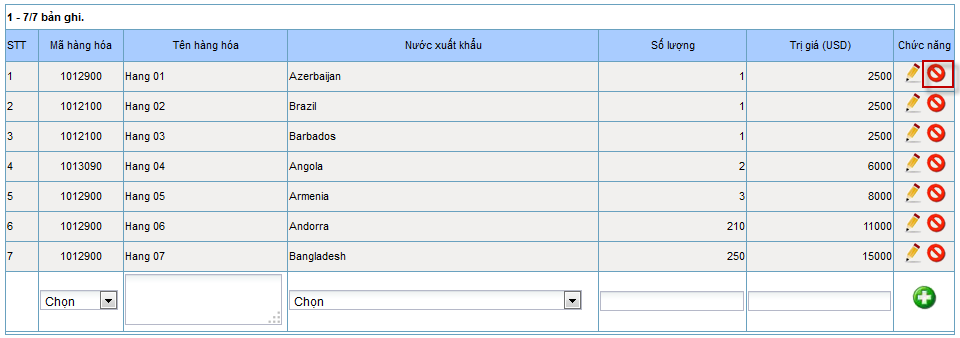 1 - 7/7 bản ghi.
STT Mã hàng hóa Tên hàng hóa Nước xuất khẩu Số lượng Trị giá (USD) Chức năng
1 1012900 Hang 01 Azerbaijan 1 2500
2 1012100 Hang 02 Brazil 1 2500
3 1012100 Hang 03 Barbados 1 2500
4 1013090 Hang 04 Angola 2 6000
5 1012900 Hang 05 Armenia 3 8000
6 1012900 Hang 06 Andorra 210 11000
7 1012900 Hang 07 Bangladesh 250 15000
Chọn Chọn